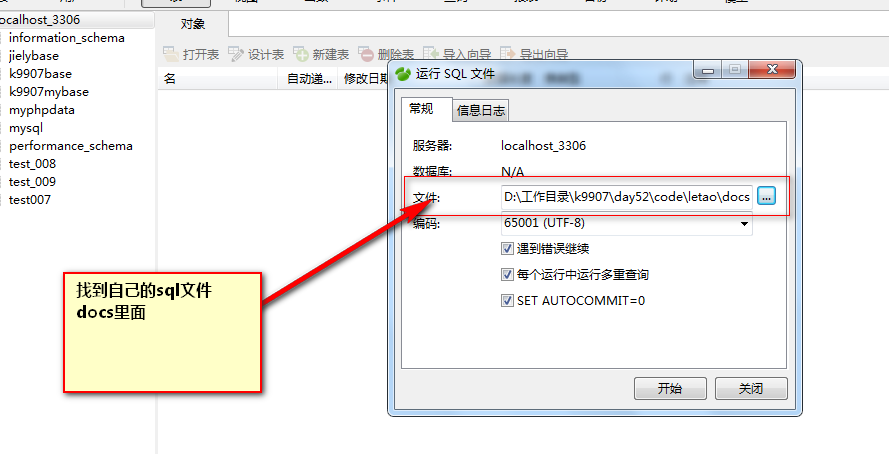 localhost_3306
information_schema
jielybase
k9907base
k9907mybase
myphpdata
mysql
performance_schema
test_008
test_009
test007
对象
打开表 设计表 新建表 删除表 导入向导 导出向导
名 自动递... 修改日期
运行 SQL 文件
常规 信息日志
服务器: localhost_3306
数据库: N/A
文件: D:\工作目录\k9907\day52\code\letao\docs ...
编码: 65001 (UTF-8)
遇到错误继续
每个运行中运行多重查询
SET AUTOCOMMIT=0
开始 关闭
找到自己的sql文件
docs里面